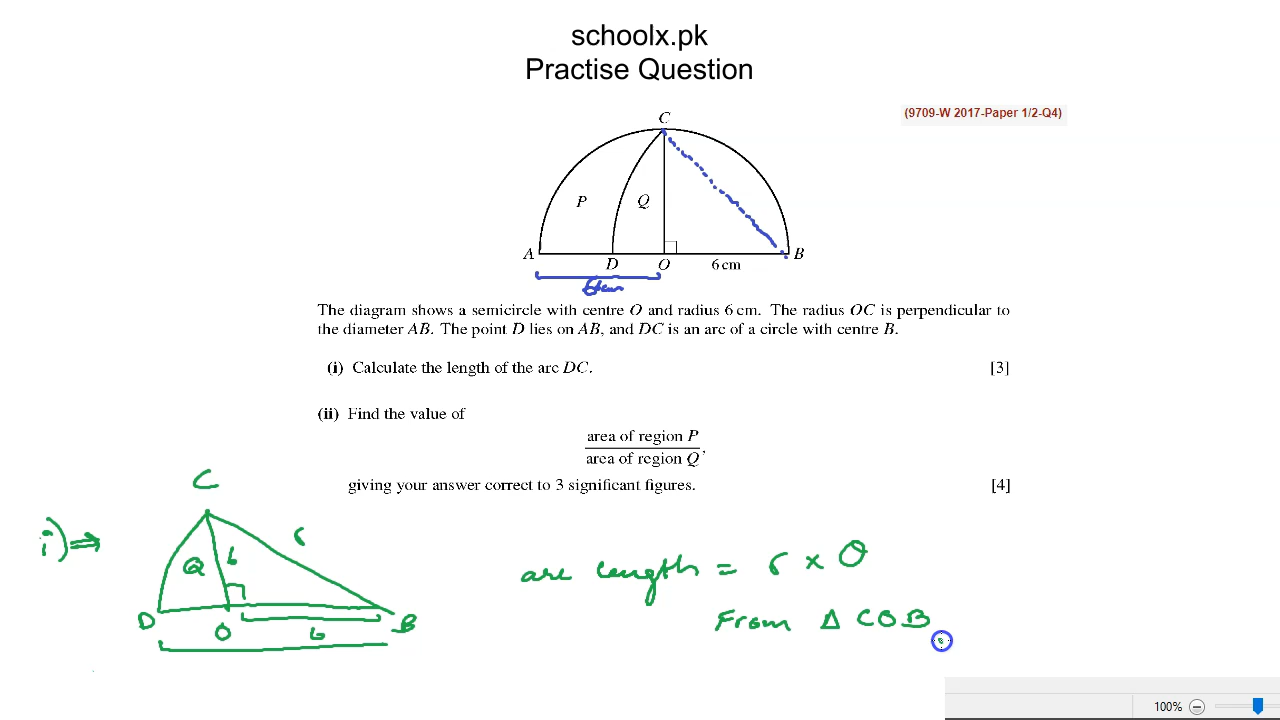 schoolx.pk
Practise Question
(9709-W 2017-Paper 1/2-Q4)
C
P
Q
A
D
O
6 cm
B
6cm
The diagram shows a semicircle with centre O and radius 6 cm. The radius OC is perpendicular to
the diameter AB. The point D lies on AB, and DC is an arc of a circle with centre B.
(i) Calculate the length of the arc DC. [3]
(ii) Find the value of
area of region P
area of region Q,
giving your answer correct to 3 significant figures. [4]
C
i) ⇒
r
6
Q
D
O
6
B
arc length = r × θ
From Δ COB
100%